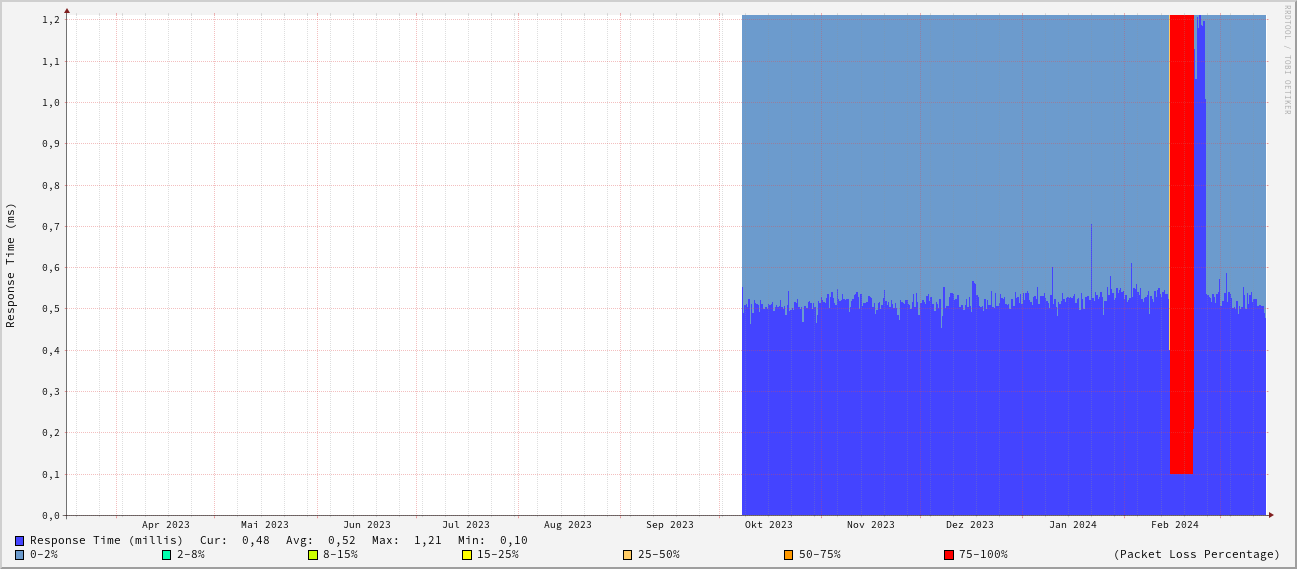 RRDTOOL / TOBI OETIKER
Response Time (ms)
1,2
1,1
1,0
0,9
0,8
0,7
0,6
0,5
0,4
0,3
0,2
0,1
0,0
Apr 2023 Mai 2023 Jun 2023 Jul 2023 Aug 2023 Sep 2023 Okt 2023 Nov 2023 Dez 2023 Jan 2024 Feb 2024
Response Time (millis) Cur: 0,48 Avg: 0,52 Max: 1,21 Min: 0,10
0-2% 2-8% 8-15% 15-25% 25-50% 50-75% 75-100% (Packet Loss Percentage)